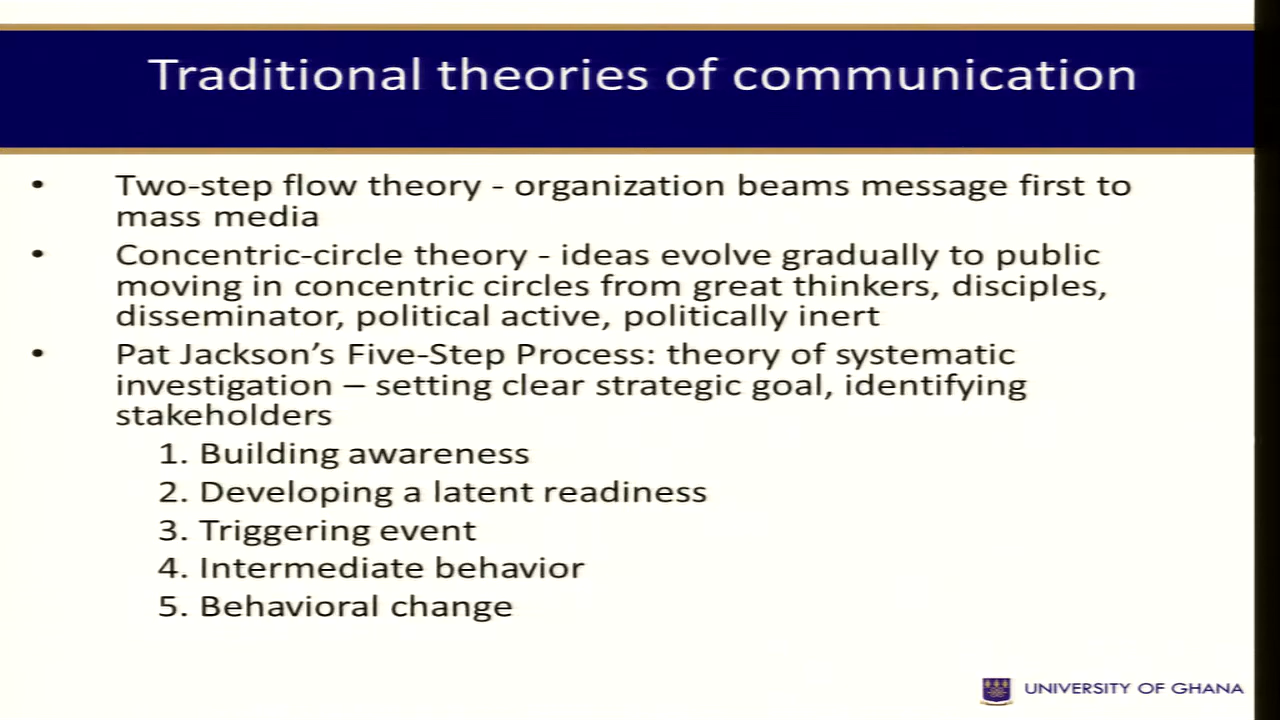 Traditional theories of communication
• Two-step flow theory - organization beams message first to
mass media
• Concentric-circle theory - ideas evolve gradually to public
moving in concentric circles from great thinkers, disciples,
disseminator, political active, politically inert
• Pat Jackson’s Five-Step Process: theory of systematic
investigation – setting clear strategic goal, identifying
stakeholders
1. Building awareness
2. Developing a latent readiness
3. Triggering event
4. Intermediate behavior
5. Behavioral change
UNIVERSITY OF GHANA